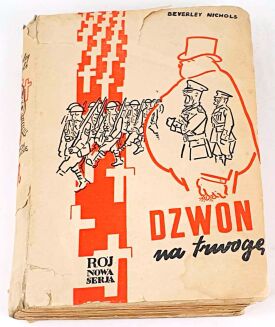 BEVERLEY NICHOLS
DZWON
na trwogę
RÓJ
NOWA
SERJA